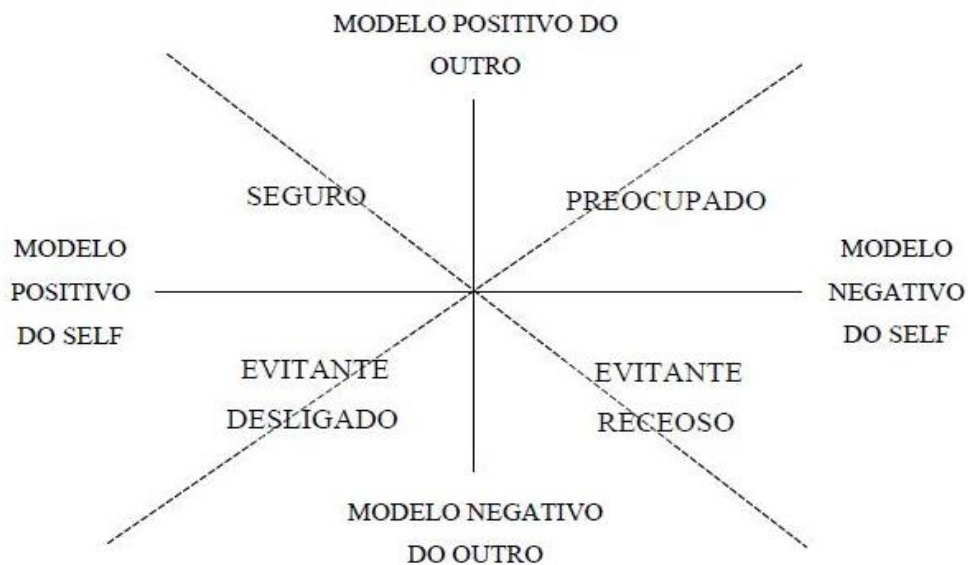 MODELO POSITIVO DO
OUTRO
SEGURO
PREOCUPADO
MODELO
POSITIVO
DO SELF
MODELO
NEGATIVO
DO SELF
EVITANTE
DESLIGADO
EVITANTE
RECEOSO
MODELO NEGATIVO
DO OUTRO